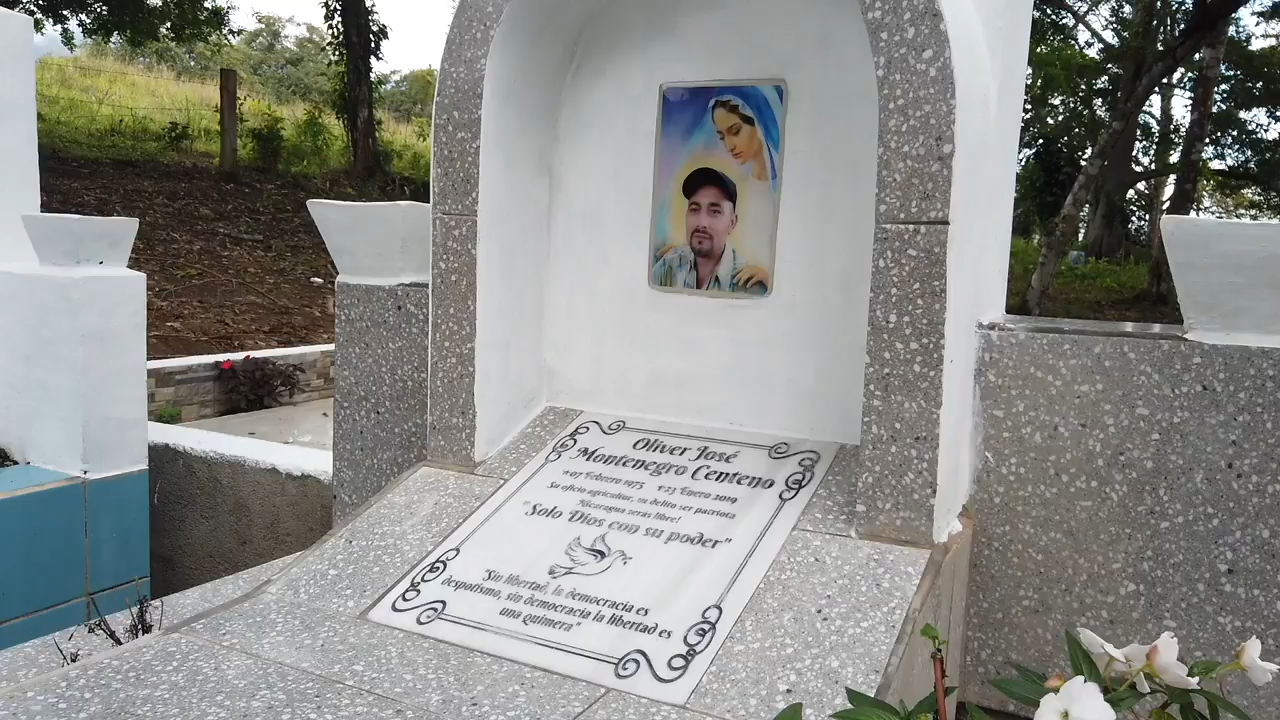 Oliver José
Montenegro Centeno
*07 Febrero 1975 †23 Enero 2019
Su oficio agricultor, su delito ser patriota
Nicaragua serás libre!
"Solo Dios con su poder"
"Sin libertad, la democracia es
despotismo, sin democracia la libertad es
una quimera"